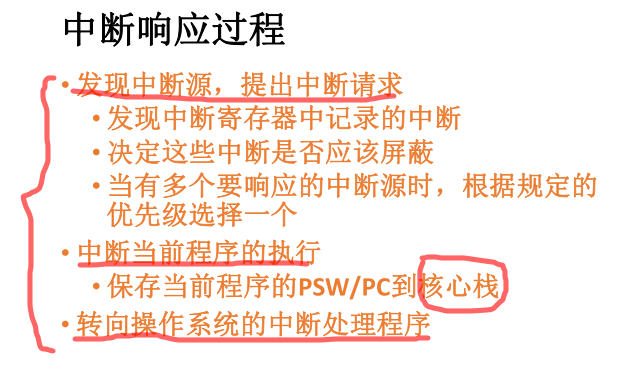 中断响应过程
• 发现中断源，提出中断请求
• 发现中断寄存器中记录的中断
• 决定这些中断是否应该屏蔽
• 当有多个要响应的中断源时，根据规定的
优先级选择一个
• 中断当前程序的执行
• 保存当前程序的PSW/PC到核心栈
• 转向操作系统的中断处理程序